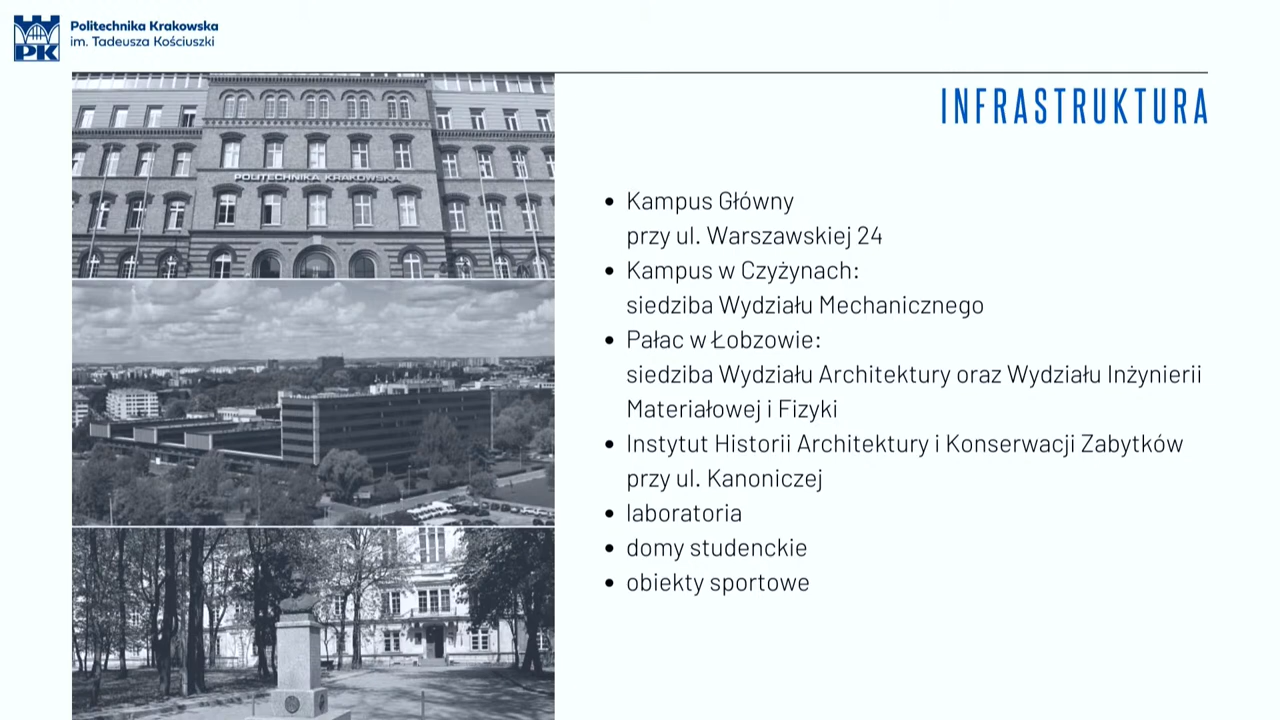 PK
Politechnika Krakowska
im. Tadeusza Kościuszki
INFRASTRUKTURA
POLITECHNIKA KRAKOWSKA
• Kampus Główny
przy ul. Warszawskiej 24
• Kampus w Czyżynach:
siedziba Wydziału Mechanicznego
• Pałac w Łobzowie:
siedziba Wydziału Architektury oraz Wydziału Inżynierii
Materiałowej i Fizyki
• Instytut Historii Architektury i Konserwacji Zabytków
przy ul. Kanoniczej
• laboratoria
• domy studenckie
• obiekty sportowe